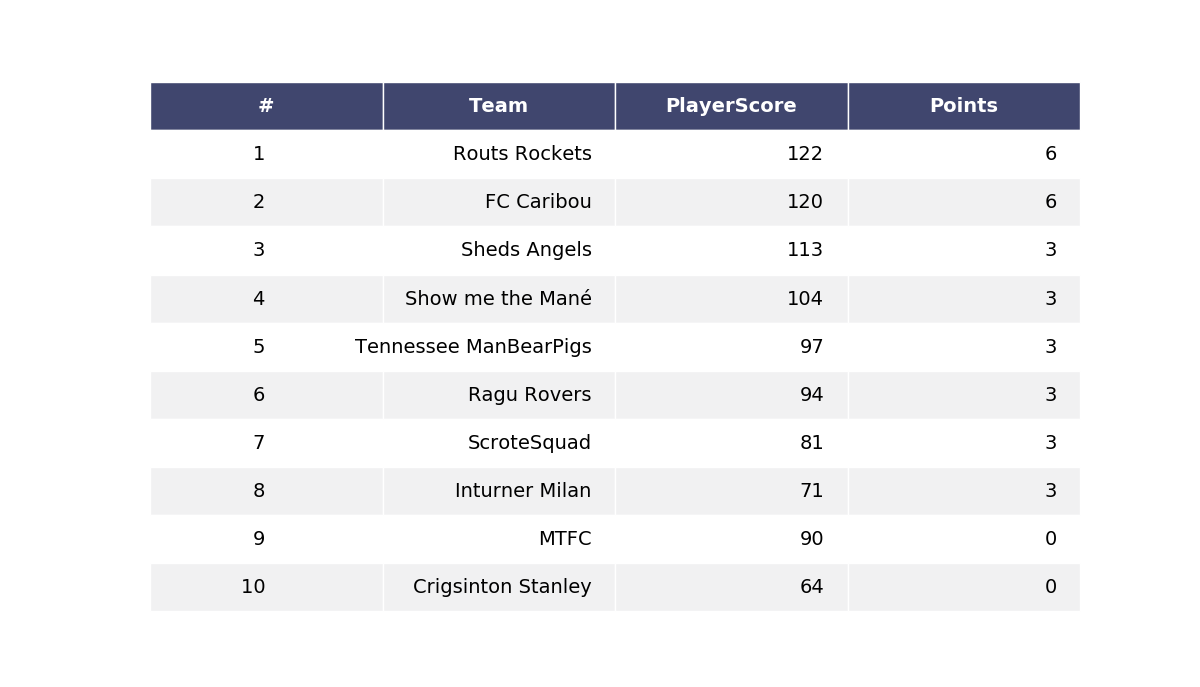 # Team PlayerScore Points
1 Routs Rockets 122 6
2 FC Caribou 120 6
3 Sheds Angels 113 3
4 Show me the Mané 104 3
5 Tennessee ManBearPigs 97 3
6 Ragu Rovers 94 3
7 ScroteSquad 81 3
8 Inturner Milan 71 3
9 MTFC 90 0
10 Crigsinton Stanley 64 0